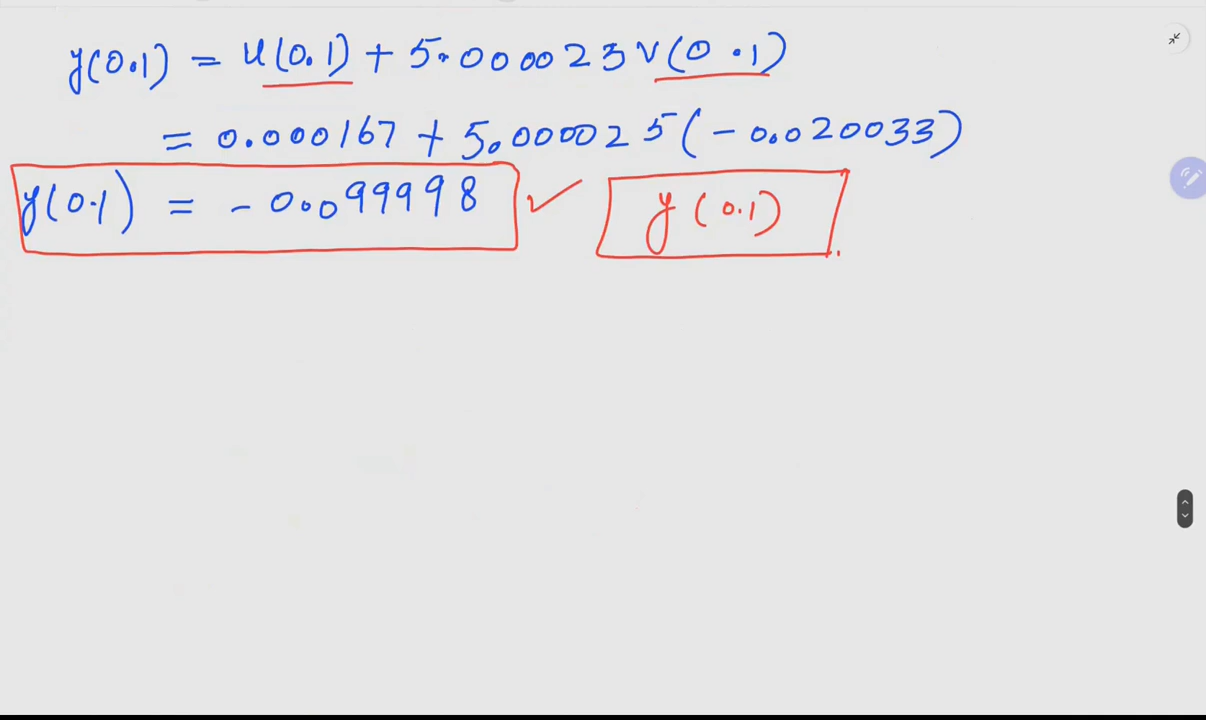 y(0.1) = u(0.1) + 5.000023 v(0.1)
= 0.000167 + 5.000025(-0.020033)
y(0.1) = -0.099998 ✓ y(0.1)